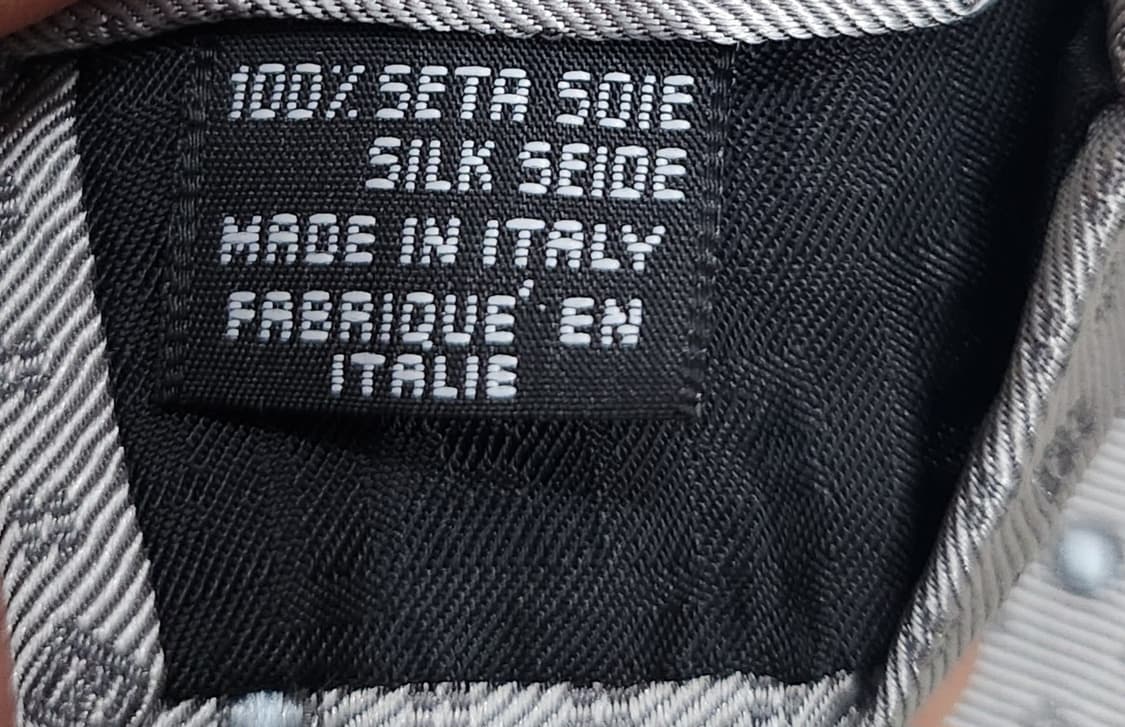 100% SETA SOIE
SILK SEIDE
MADE IN ITALY
FABRIQUE' EN
ITALIE